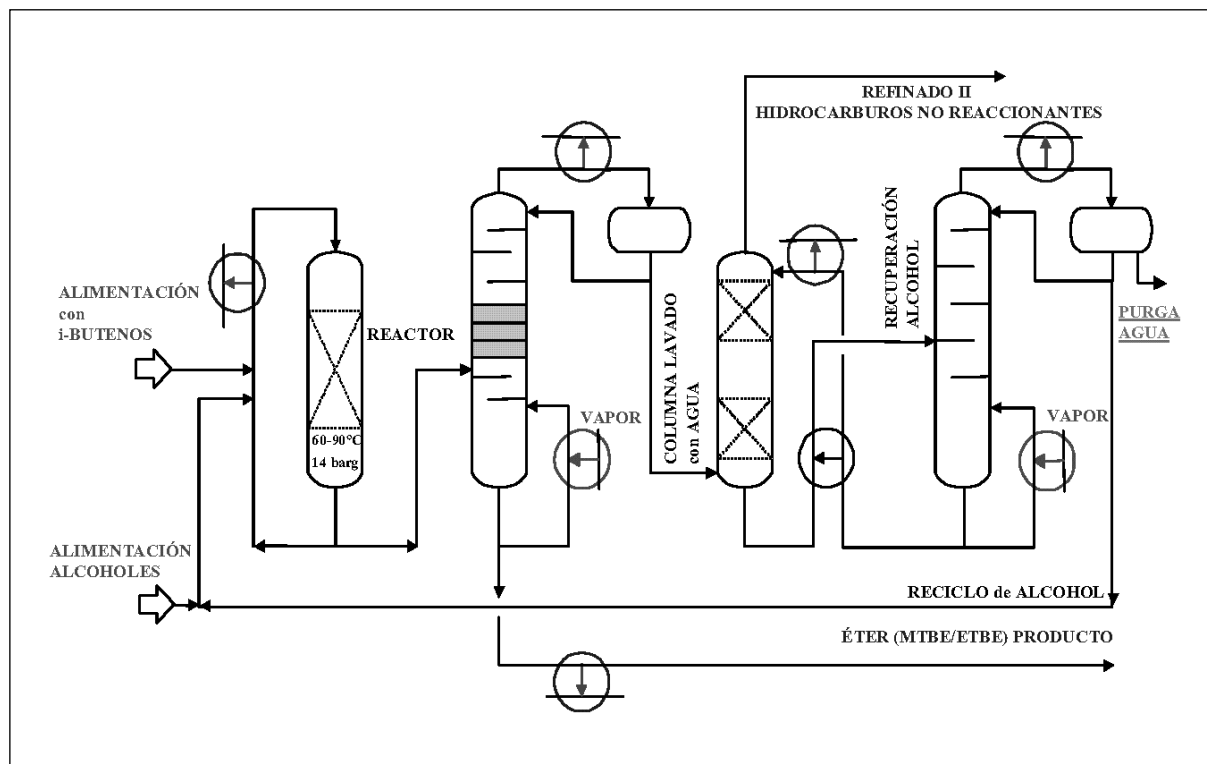 REFINADO II
HIDROCARBUROS NO REACCIONANTES
RECUPERACIÓN
ALCOHOL
ALIMENTACIÓN
con
i-BUTENOS
REACTOR
PURGA
AGUA
60-90°C
14 barg
VAPOR
COLUMNA LAVADO
con AGUA
VAPOR
ALIMENTACIÓN
ALCOHOLES
RECICLO de ALCOHOL
ÉTER (MTBE/ETBE) PRODUCTO